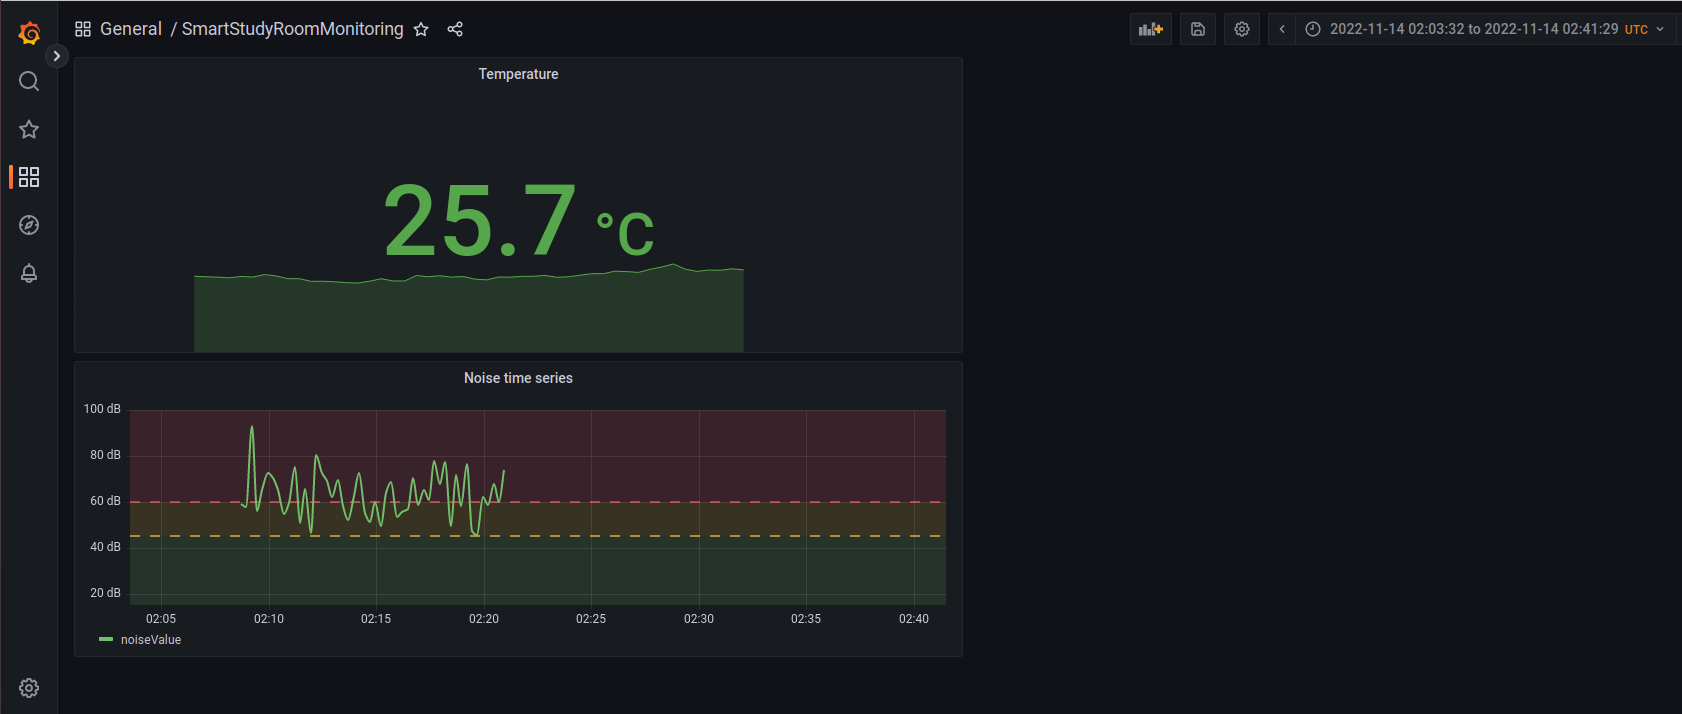 General / SmartStudyRoomMonitoring
2022-11-14 02:03:32 to 2022-11-14 02:41:29 UTC
Temperature
25.7 °C
Noise time series
100 dB
80 dB
60 dB
40 dB
20 dB
02:05 02:10 02:15 02:20 02:25 02:30 02:35 02:40
noiseValue